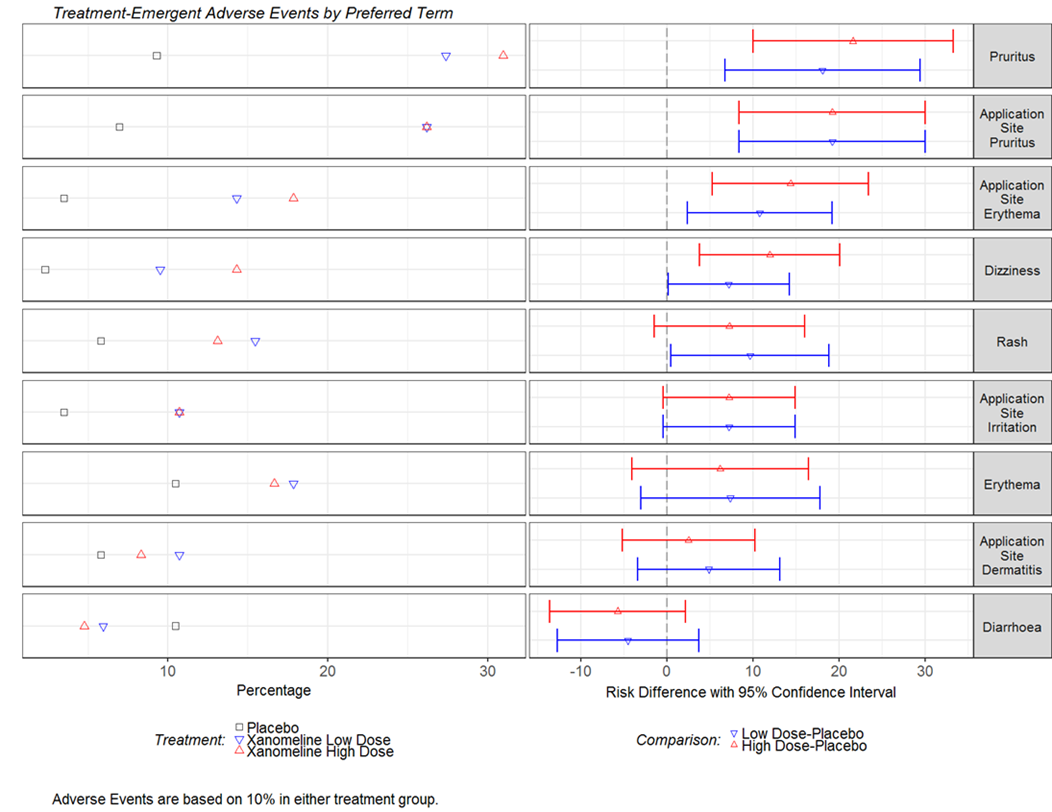 Treatment-Emergent Adverse Events by Preferred Term
Pruritus
Application
Site
Pruritus
Application
Site
Erythema
Dizziness
Rash
Application
Site
Irritation
Erythema
Application
Site
Dermatitis
Diarrhoea
10 20 30
-10 0 10 20 30
Percentage
Risk Difference with 95% Confidence Interval
Treatment:
Placebo
Xanomeline Low Dose
Xanomeline High Dose
Comparison:
Low Dose-Placebo
High Dose-Placebo
Adverse Events are based on 10% in either treatment group.